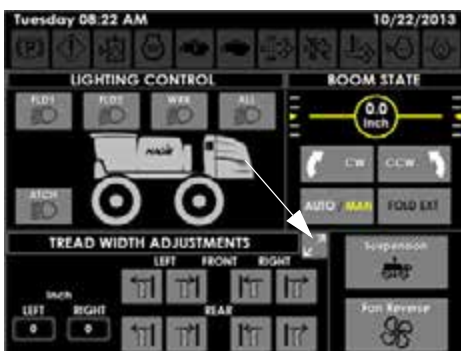 Tuesday 08:22 AM 10/22/2013
(P)
LIGHTING CONTROL
FLD1 FLD2 WRK ALL
HAGIE
ATCH
BOOM STATE
0.0
Inch
CW CCW
AUTO / MAN FOLD EXT
TREAD WIDTH ADJUSTMENTS
LEFT FRONT RIGHT
Inch
LEFT RIGHT
0 0
REAR
Suspension
Fan Reverse